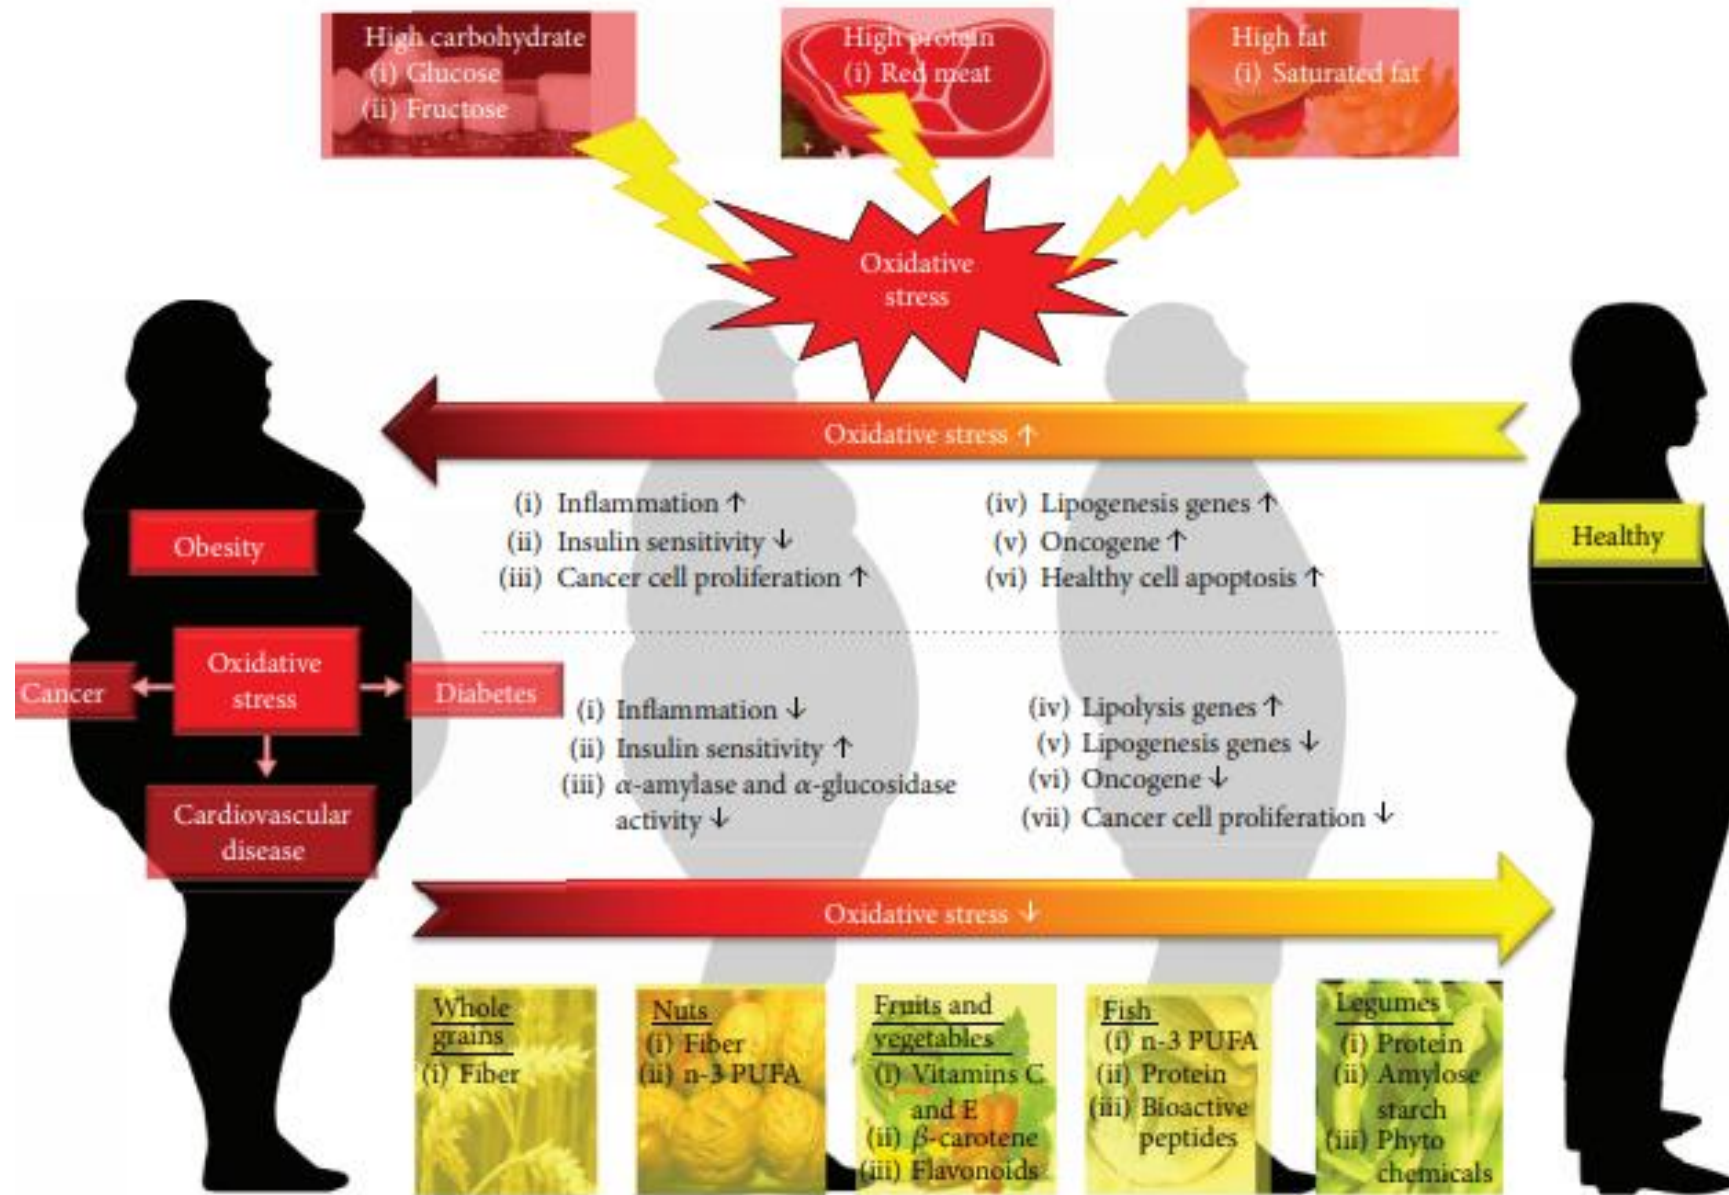 High carbohydrate
(i) Glucose
(ii) Fructose
High protein
(i) Red meat
High fat
(i) Saturated fat
Oxidative
stress
Oxidative stress ↑
(i) Inflammation ↑
(ii) Insulin sensitivity ↓
(iii) Cancer cell proliferation ↑
(iv) Lipogenesis genes ↑
(v) Oncogene ↑
(vi) Healthy cell apoptosis ↑
Obesity
Healthy
Oxidative
stress
Cancer
Diabetes
Cardiovascular
disease
(i) Inflammation ↓
(ii) Insulin sensitivity ↑
(iii) α-amylase and α-glucosidase
activity ↓
(iv) Lipolysis genes ↑
(v) Lipogenesis genes ↓
(vi) Oncogene ↓
(vii) Cancer cell proliferation ↓
Oxidative stress ↓
Whole
grains
(i) Fiber
Nuts
(i) Fiber
(ii) n-3 PUFA
Fruits and
vegetables
(i) Vitamins C
and E
(ii) β-carotene
(iii) Flavonoids
Fish
(i) n-3 PUFA
(ii) Protein
(iii) Bioactive
peptides
Legumes
(i) Protein
(ii) Amylose
starch
(iii) Phyto
chemicals